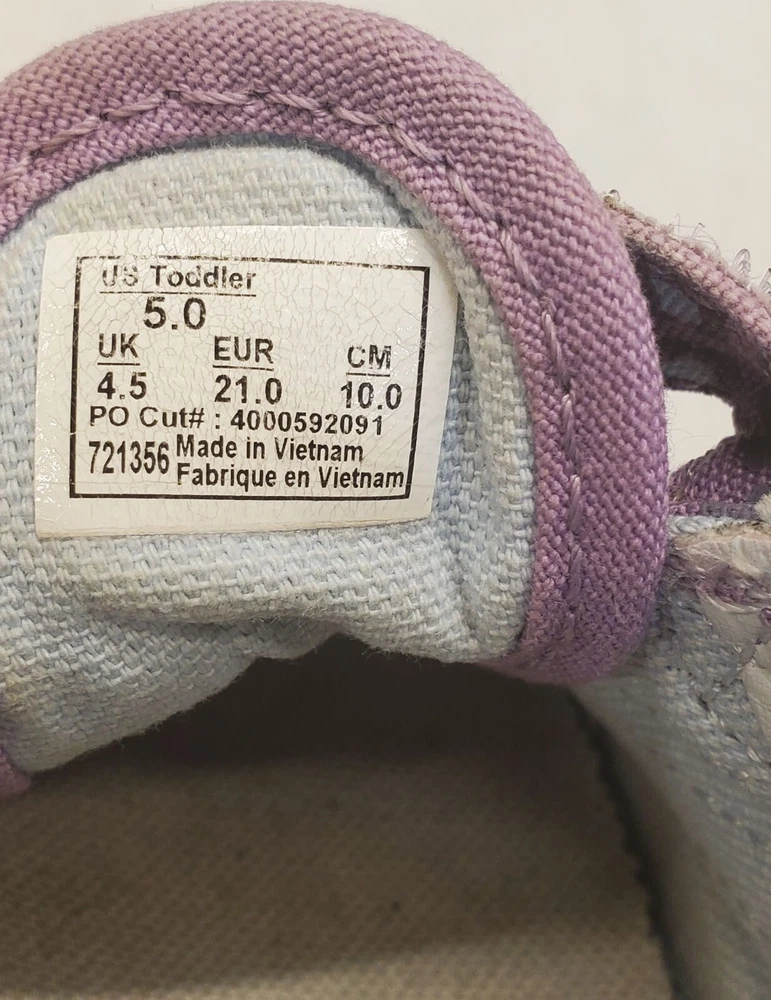 US Toddler
5.0
UK EUR CM
4.5 21.0 10.0
PO Cut# : 4000592091
721356 Made in Vietnam
Fabrique en Vietnam